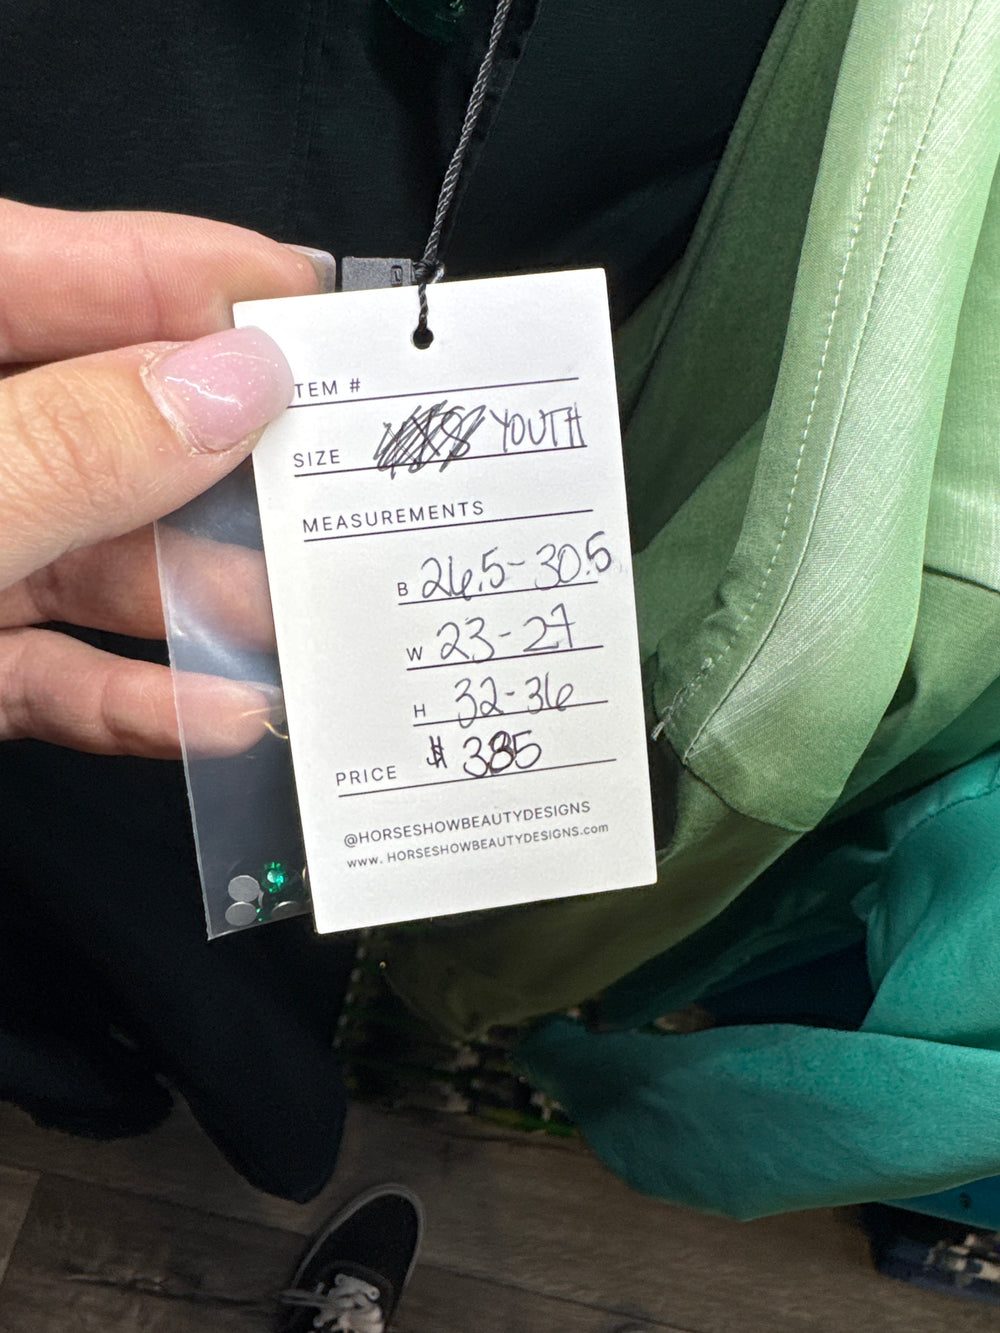 TEM #
SIZE YOUTH
MEASUREMENTS
B 26.5-30.5
W 23-27
H 32-36
PRICE $385
@HORSESHOWBEAUTYDESIGNS
www. HORSESHOWBEAUTYDESIGNS.com